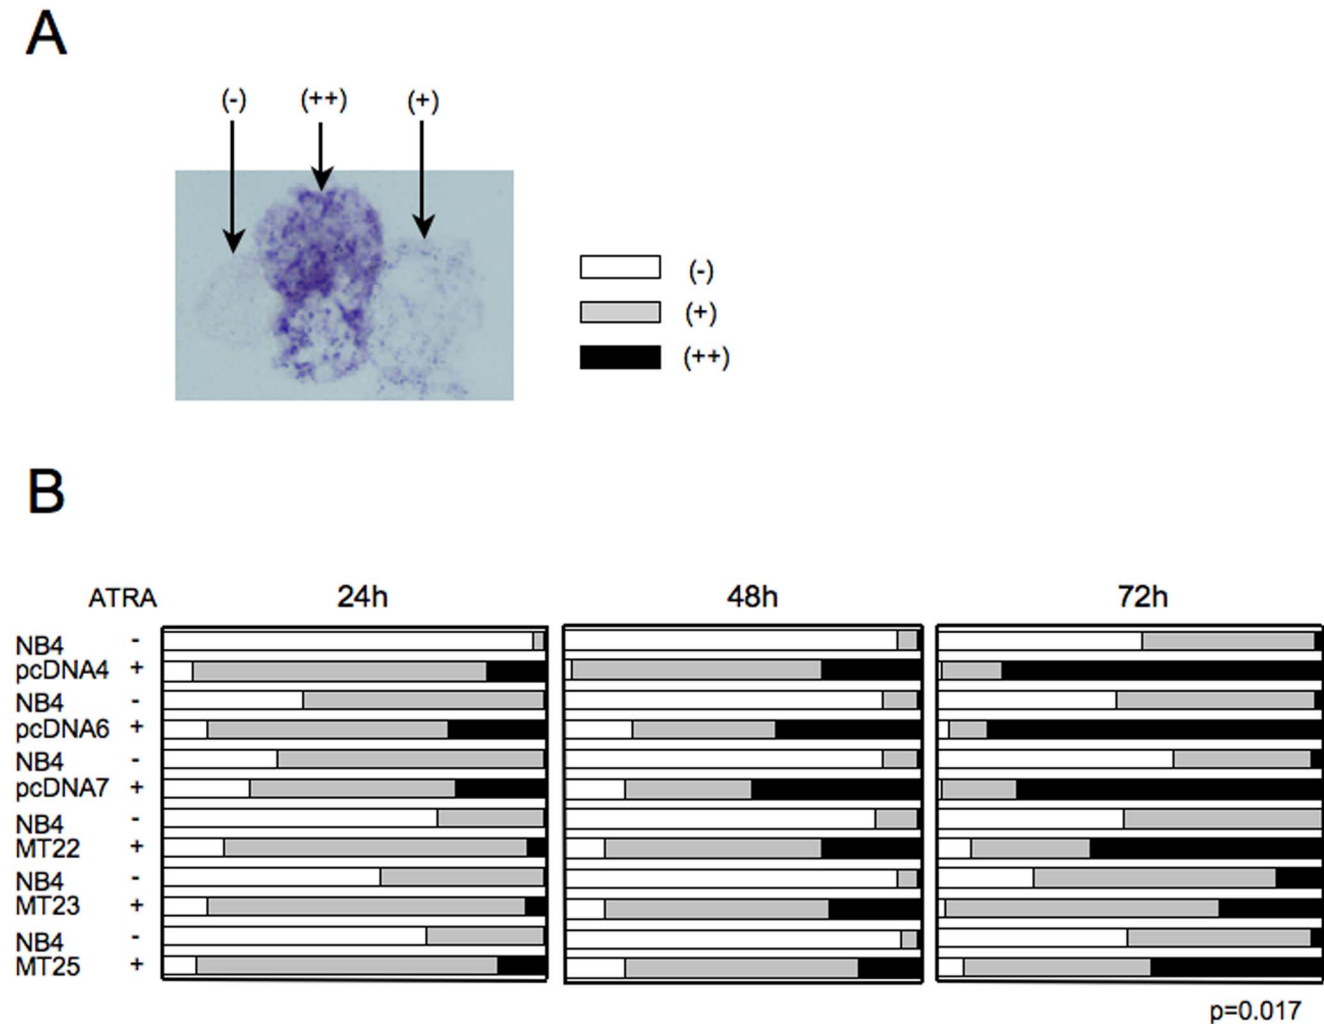 A
(-) (++) (+)
(-)
(+)
(++)
B
ATRA 24h 48h 72h
NB4 -
pcDNA4 +
NB4 -
pcDNA6 +
NB4 -
pcDNA7 +
NB4 -
MT22 +
NB4 -
MT23 +
NB4 -
MT25 +
p=0.017